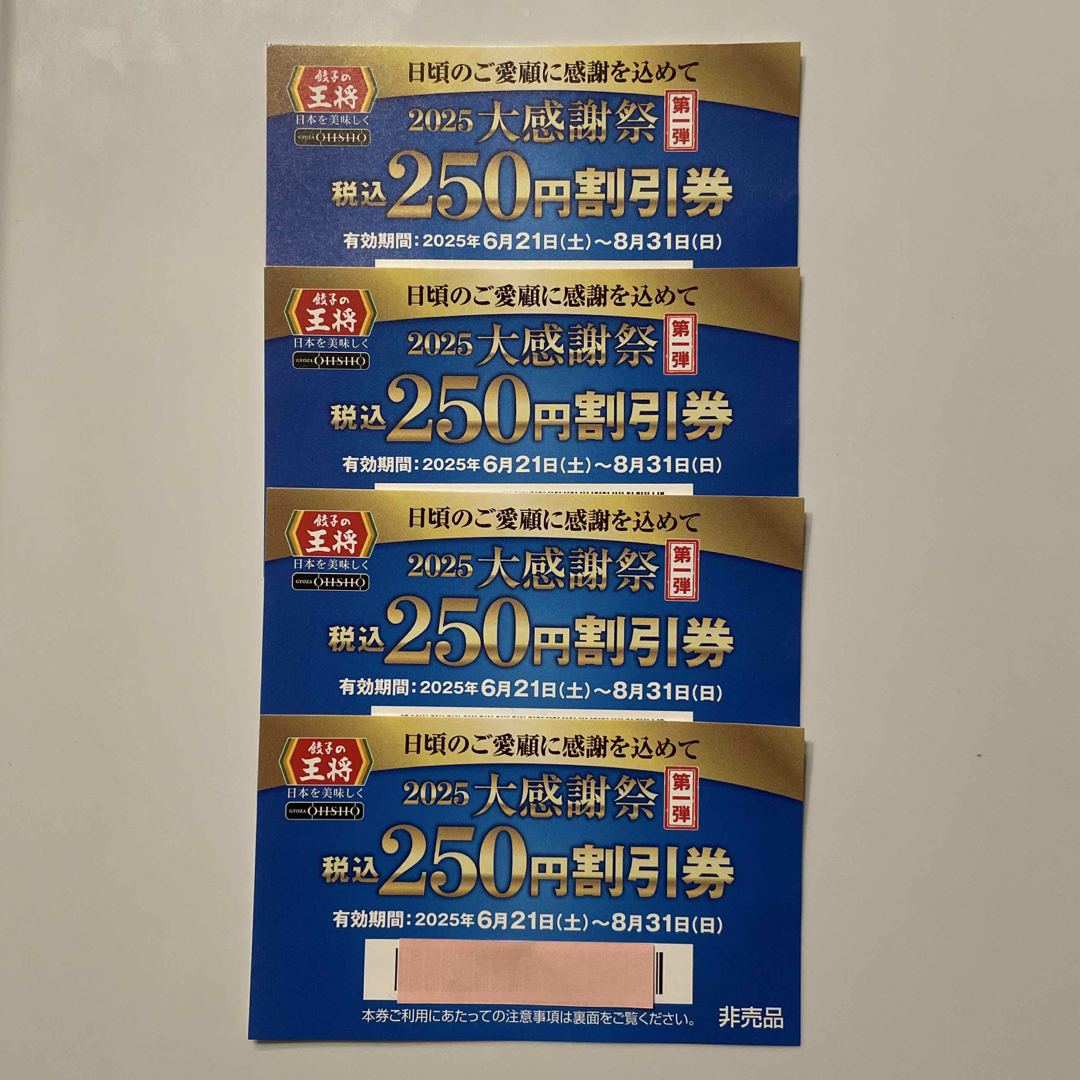 餃子の
王将
日本を美味しく
GYOZA OHSHO
日頃のご愛顧に感謝を込めて
2025 大感謝祭 第一弾
税込250円割引券
有効期間:2025年6月21日(土)~8月31日(日)
餃子の
王将
日本を美味しく
GYOZA OHSHO
日頃のご愛顧に感謝を込めて
2025 大感謝祭 第一弾
税込250円割引券
有効期間:2025年6月21日(土)~8月31日(日)
餃子の
王将
日本を美味しく
GYOZA OHSHO
日頃のご愛顧に感謝を込めて
2025 大感謝祭 第一弾
税込250円割引券
有効期間:2025年6月21日(土)~8月31日(日)
餃子の
王将
日本を美味しく
GYOZA OHSHO
日頃のご愛顧に感謝を込めて
2025 大感謝祭 第一弾
税込250円割引券
有効期間:2025年6月21日(土)~8月31日(日)
本券ご利用にあたっての注意事項は裏面をご覧ください。
非売品